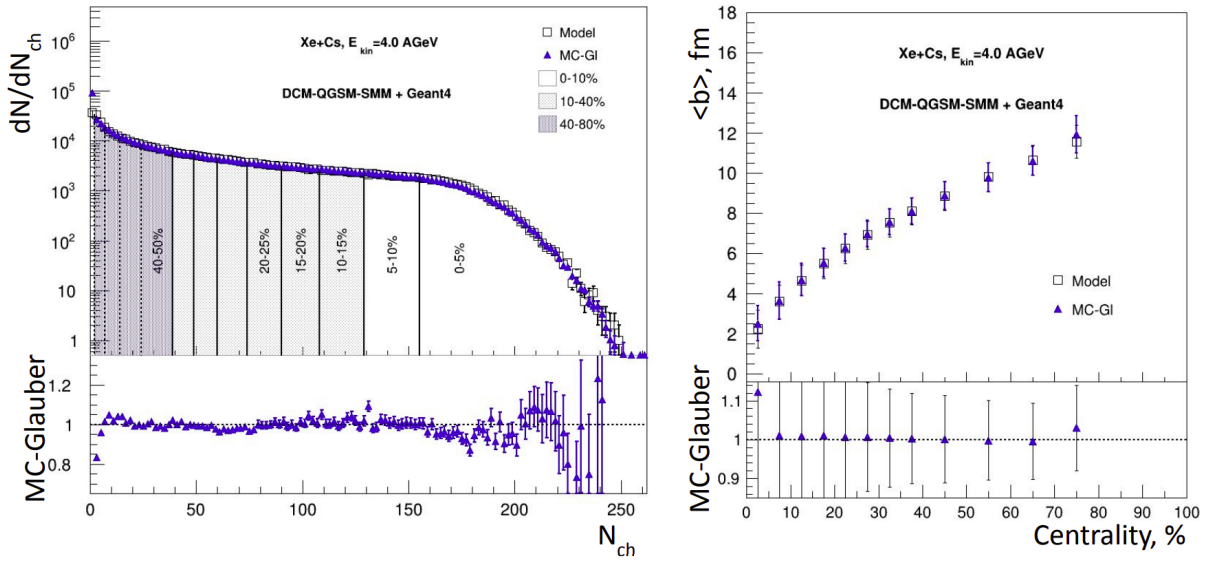 dN/dN_ch
10^6
10^5
10^4
10^3
10^2
10
1
Xe+Cs, E_kin=4.0 AGeV
DCM-QGSM-SMM + Geant4
Model
MC-Gl
0-10%
10-40%
40-80%
40-50%
20-25%
15-20%
10-15%
5-10%
0-5%
MC-Glauber
1.2
1
0.8
0 50 100 150 200 250
N_ch
<b>, fm
18
16
14
12
10
8
6
4
2
0
Xe+Cs, E_kin=4.0 AGeV
DCM-QGSM-SMM + Geant4
Model
MC-Gl
MC-Glauber
1.1
1
0.9
0 10 20 30 40 50 60 70 80 90 100
Centrality, %